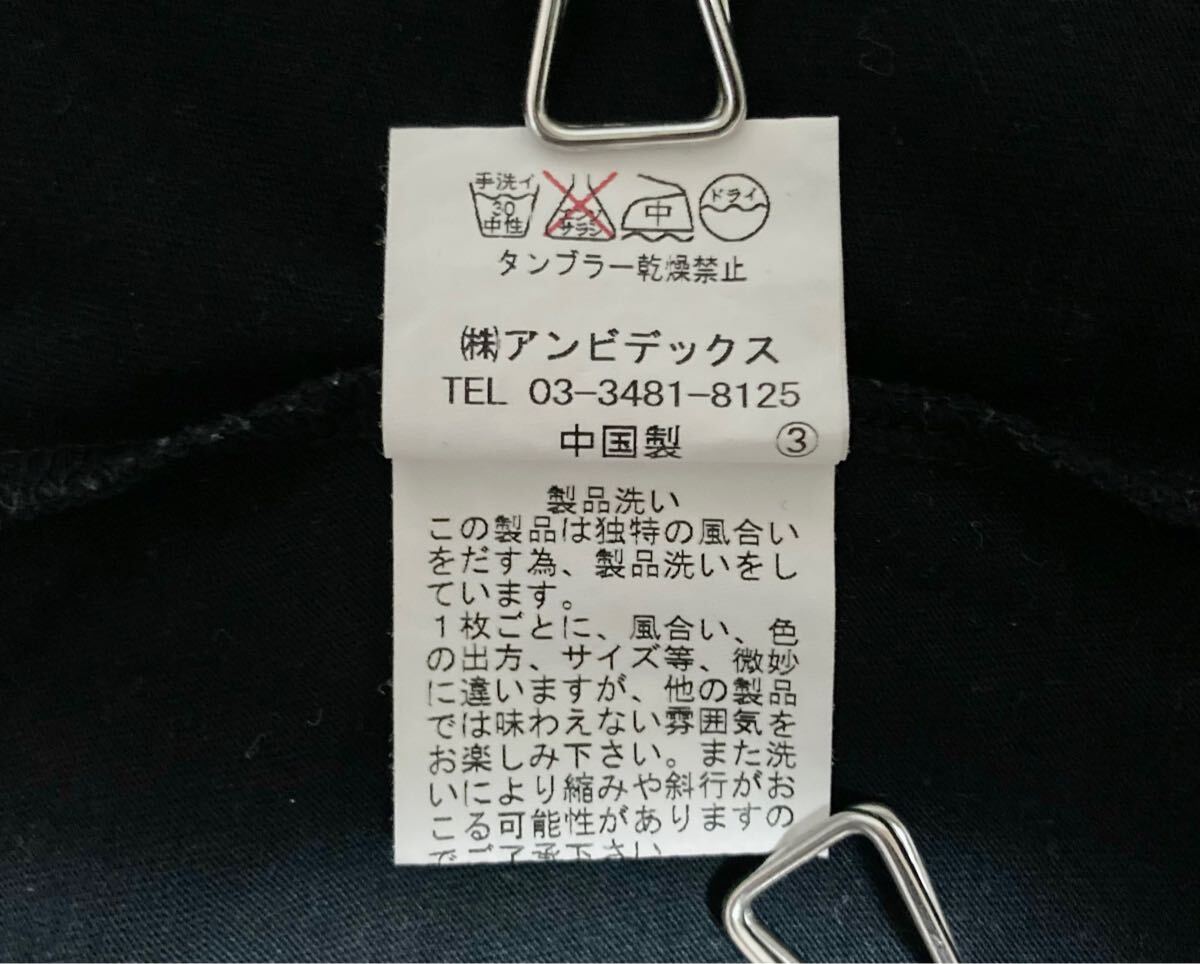 手洗イ
30
中性
エンソ
サラシ
中
ドライ
タンブラー乾燥禁止
㈱アンビデックス
TEL 03-3481-8125
中国製 ③
製品洗い
この製品は独特の風合い
をだす為、製品洗いをし
ています。
1枚ごとに、風合い、色
の出方、サイズ等、微妙
に違いますが、他の製品
では味わえない雰囲気を
お楽しみ下さい。また洗
いにより縮みや斜行がお
こる可能性がありますの
でご了承下さい